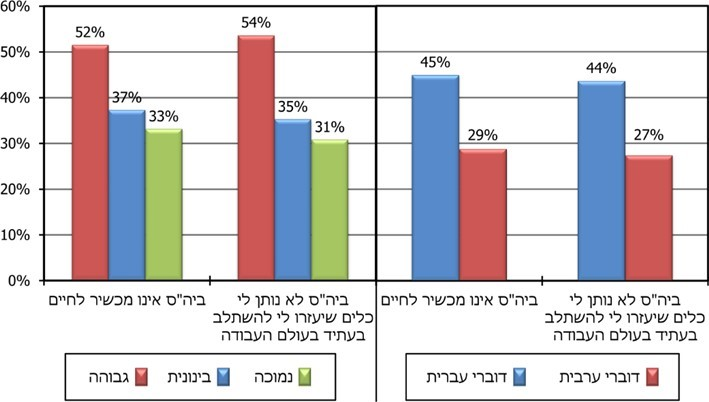 60%
50%
40%
30%
20%
10%
0%
52%
37%
33%
54%
35%
31%
45%
29%
44%
27%
ביה"ס אינו מכשיר לחיים
ביה"ס לא נותן לי
כלים שיעזרו לי להשתלב
בעתיד בעולם העבודה
ביה"ס אינו מכשיר לחיים
ביה"ס לא נותן לי
כלים שיעזרו לי להשתלב
בעתיד בעולם העבודה
גבוהה
בינונית
נמוכה
דוברי עברית
דוברי ערבית